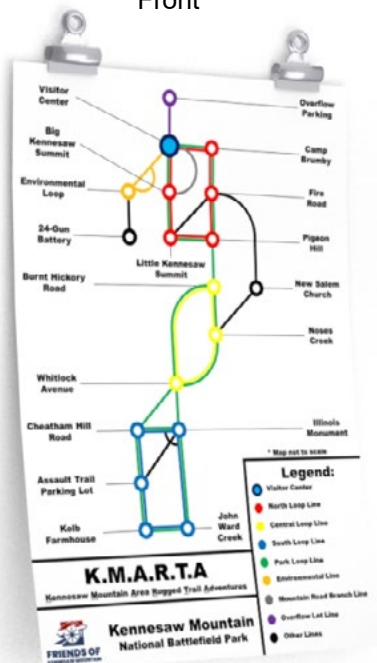 Front
Visitor
Center
Overflow
Parking
Big
Kennesaw
Summit
Camp
Brumby
Environmental
Loop
Fire
Road
24-Gun
Battery
Pigeon
Hill
Little Kennesaw
Summit
Burnt Hickory
Road
New Salem
Church
Noses
Creek
Whitlock
Avenue
Cheatham Hill
Road
Illinois
Monument
* Map not to scale
Assault Trail
Parking Lot
Kolb
Farmhouse
John
Ward
Creek
Legend:
Visitor Center
North Loop Line
Central Loop Line
South Loop Line
Park Loop Line
Environmental Line
Mountain Road Branch Line
Overflow Lot Line
Other Lines
K.M.A.R.T.A
Kennesaw Mountain Area Rugged Trail Adventures
Kennesaw Mountain
National Battlefield Park
FRIENDS OF